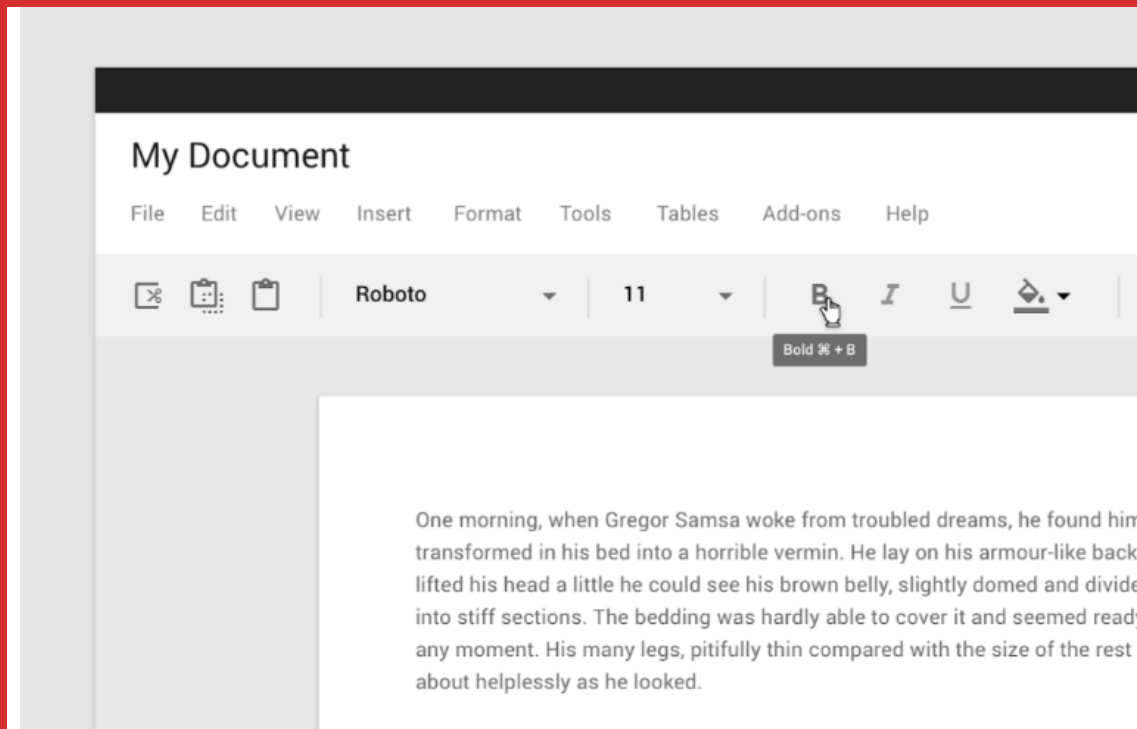 My Document
File Edit View Insert Format Tools Tables Add-ons Help
Roboto 11 B I U
Bold ⌘ + B
One morning, when Gregor Samsa woke from troubled dreams, he found him
transformed in his bed into a horrible vermin. He lay on his armour-like back
lifted his head a little he could see his brown belly, slightly domed and divide
into stiff sections. The bedding was hardly able to cover it and seemed ready
any moment. His many legs, pitifully thin compared with the size of the rest
about helplessly as he looked.